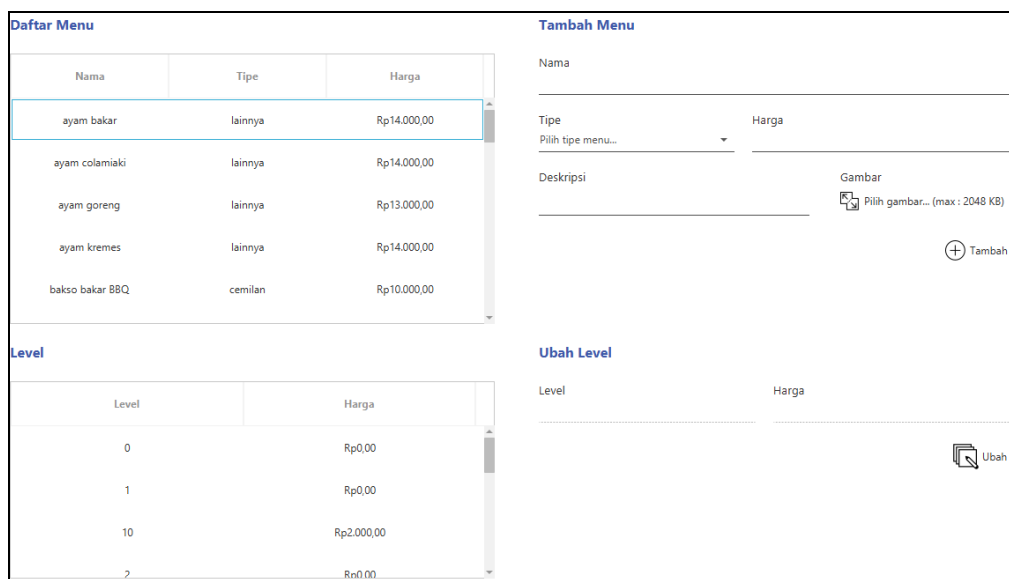 Daftar Menu
Nama Tipe Harga
ayam bakar lainnya Rp14.000,00
ayam colamiaki lainnya Rp14.000,00
ayam goreng lainnya Rp13.000,00
ayam kremes lainnya Rp14.000,00
bakso bakar BBQ cemilan Rp10.000,00
Tambah Menu
Nama
Tipe Harga
Pilih tipe menu...
Deskripsi Gambar
Pilih gambar... (max : 2048 KB)
Tambah
Level
Level Harga
0 Rp0,00
1 Rp0,00
10 Rp2.000,00
2 Rp0,00
Ubah Level
Level Harga
Ubah